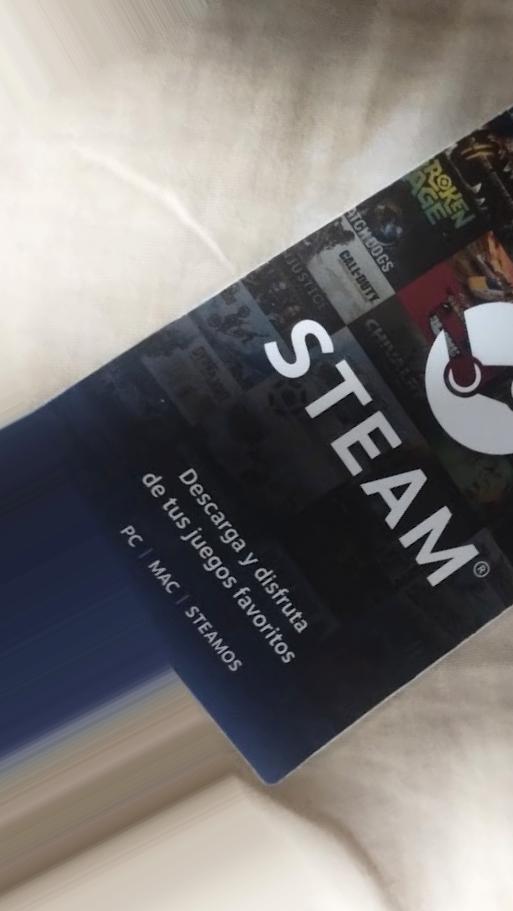 BROKEN
AGE
WATCH DOGS
CALL OF DUTY
STEAM®
Descarga y disfruta
de tus juegos favoritos
PC | MAC | STEAMOS